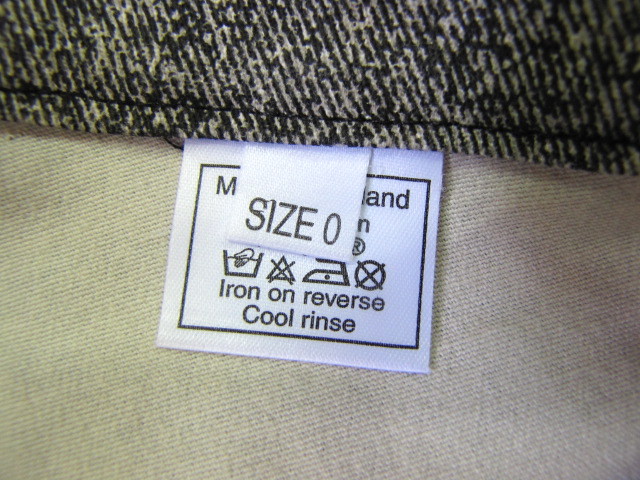 SIZE 0
®
Iron on reverse
Cool rinse